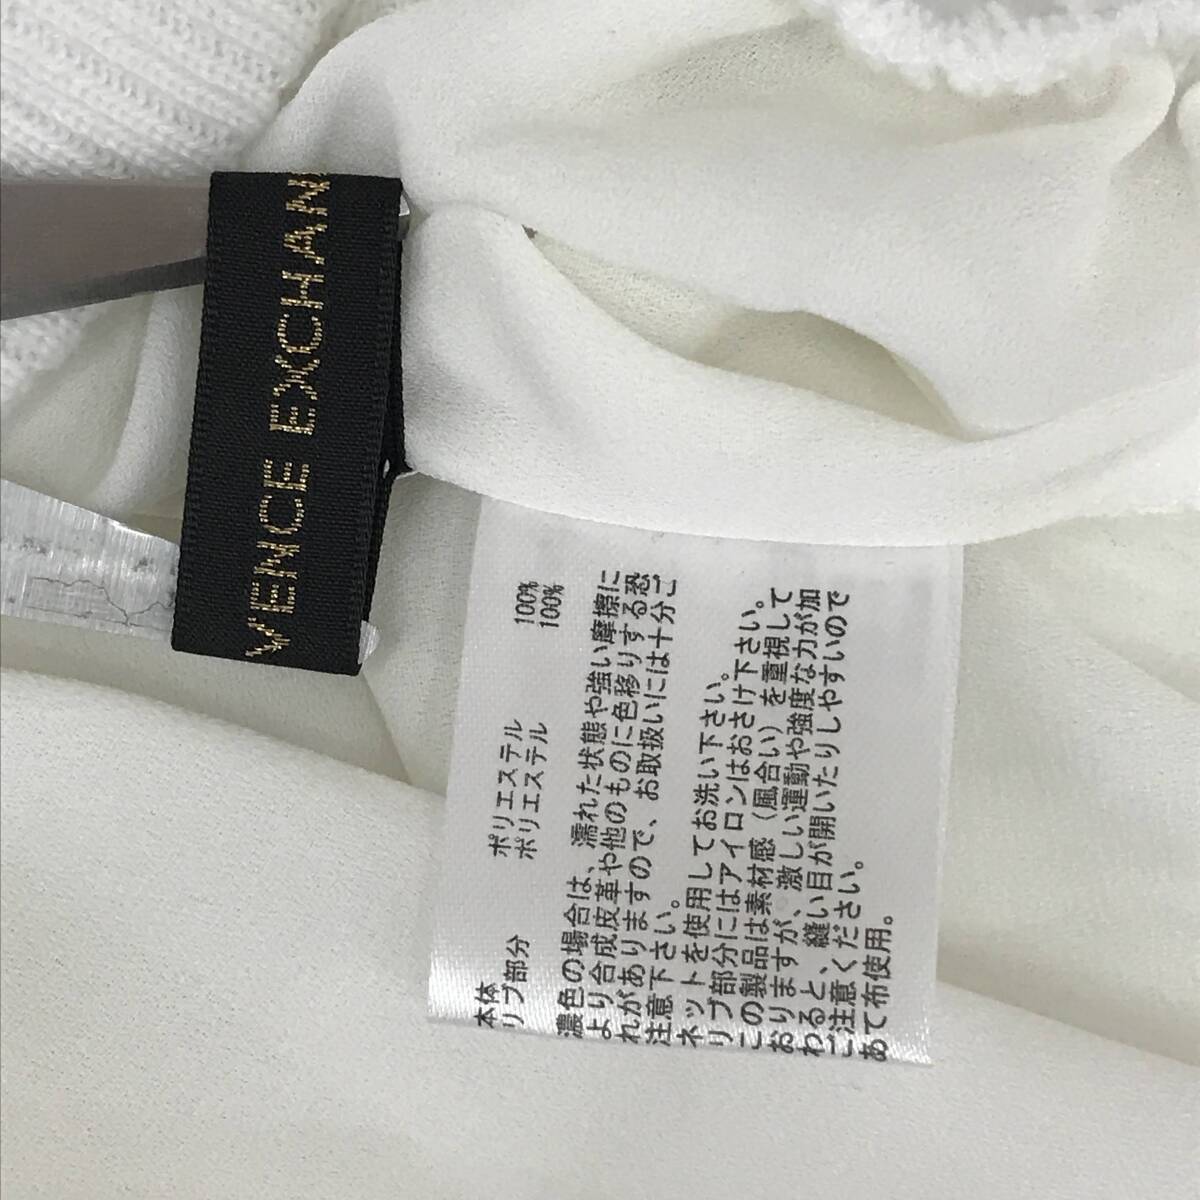 VENCE EXCHAN
本体 ポリエステル 100%
リブ部分 ポリエステル 100%
濃色の場合は、濡れた状態や強い摩擦に
より合成皮革や他のものに色移りする恐
れがありますので、お取扱いには十分ご
注意下さい。
ネットを使用してお洗い下さい。
リブ部分にはアイロンはおさけ下さい。
この製品は素材感（風合い）を重視して
おりますが、激しい運動や強度な力が加
わると、縫い目が開いたりしやすいので
ご注意ください。
あて布使用。